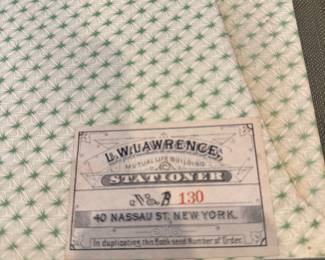 L.W. LAWRENCE,
MUTUAL LIFE BUILDING
STATIONER
No. B 130
40 NASSAU ST. NEW YORK.
In duplicating this Book send Number of Order.